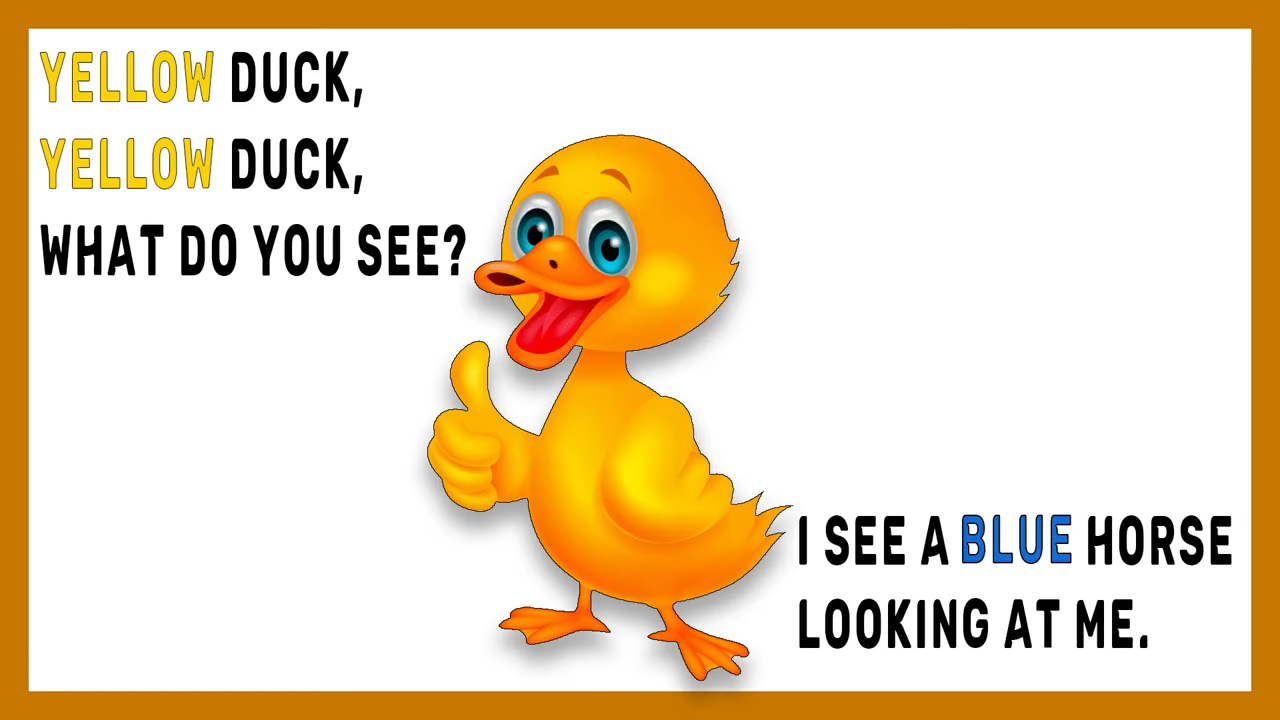 YELLOW DUCK,
YELLOW DUCK,
WHAT DO YOU SEE?
I SEE A BLUE HORSE
LOOKING AT ME.